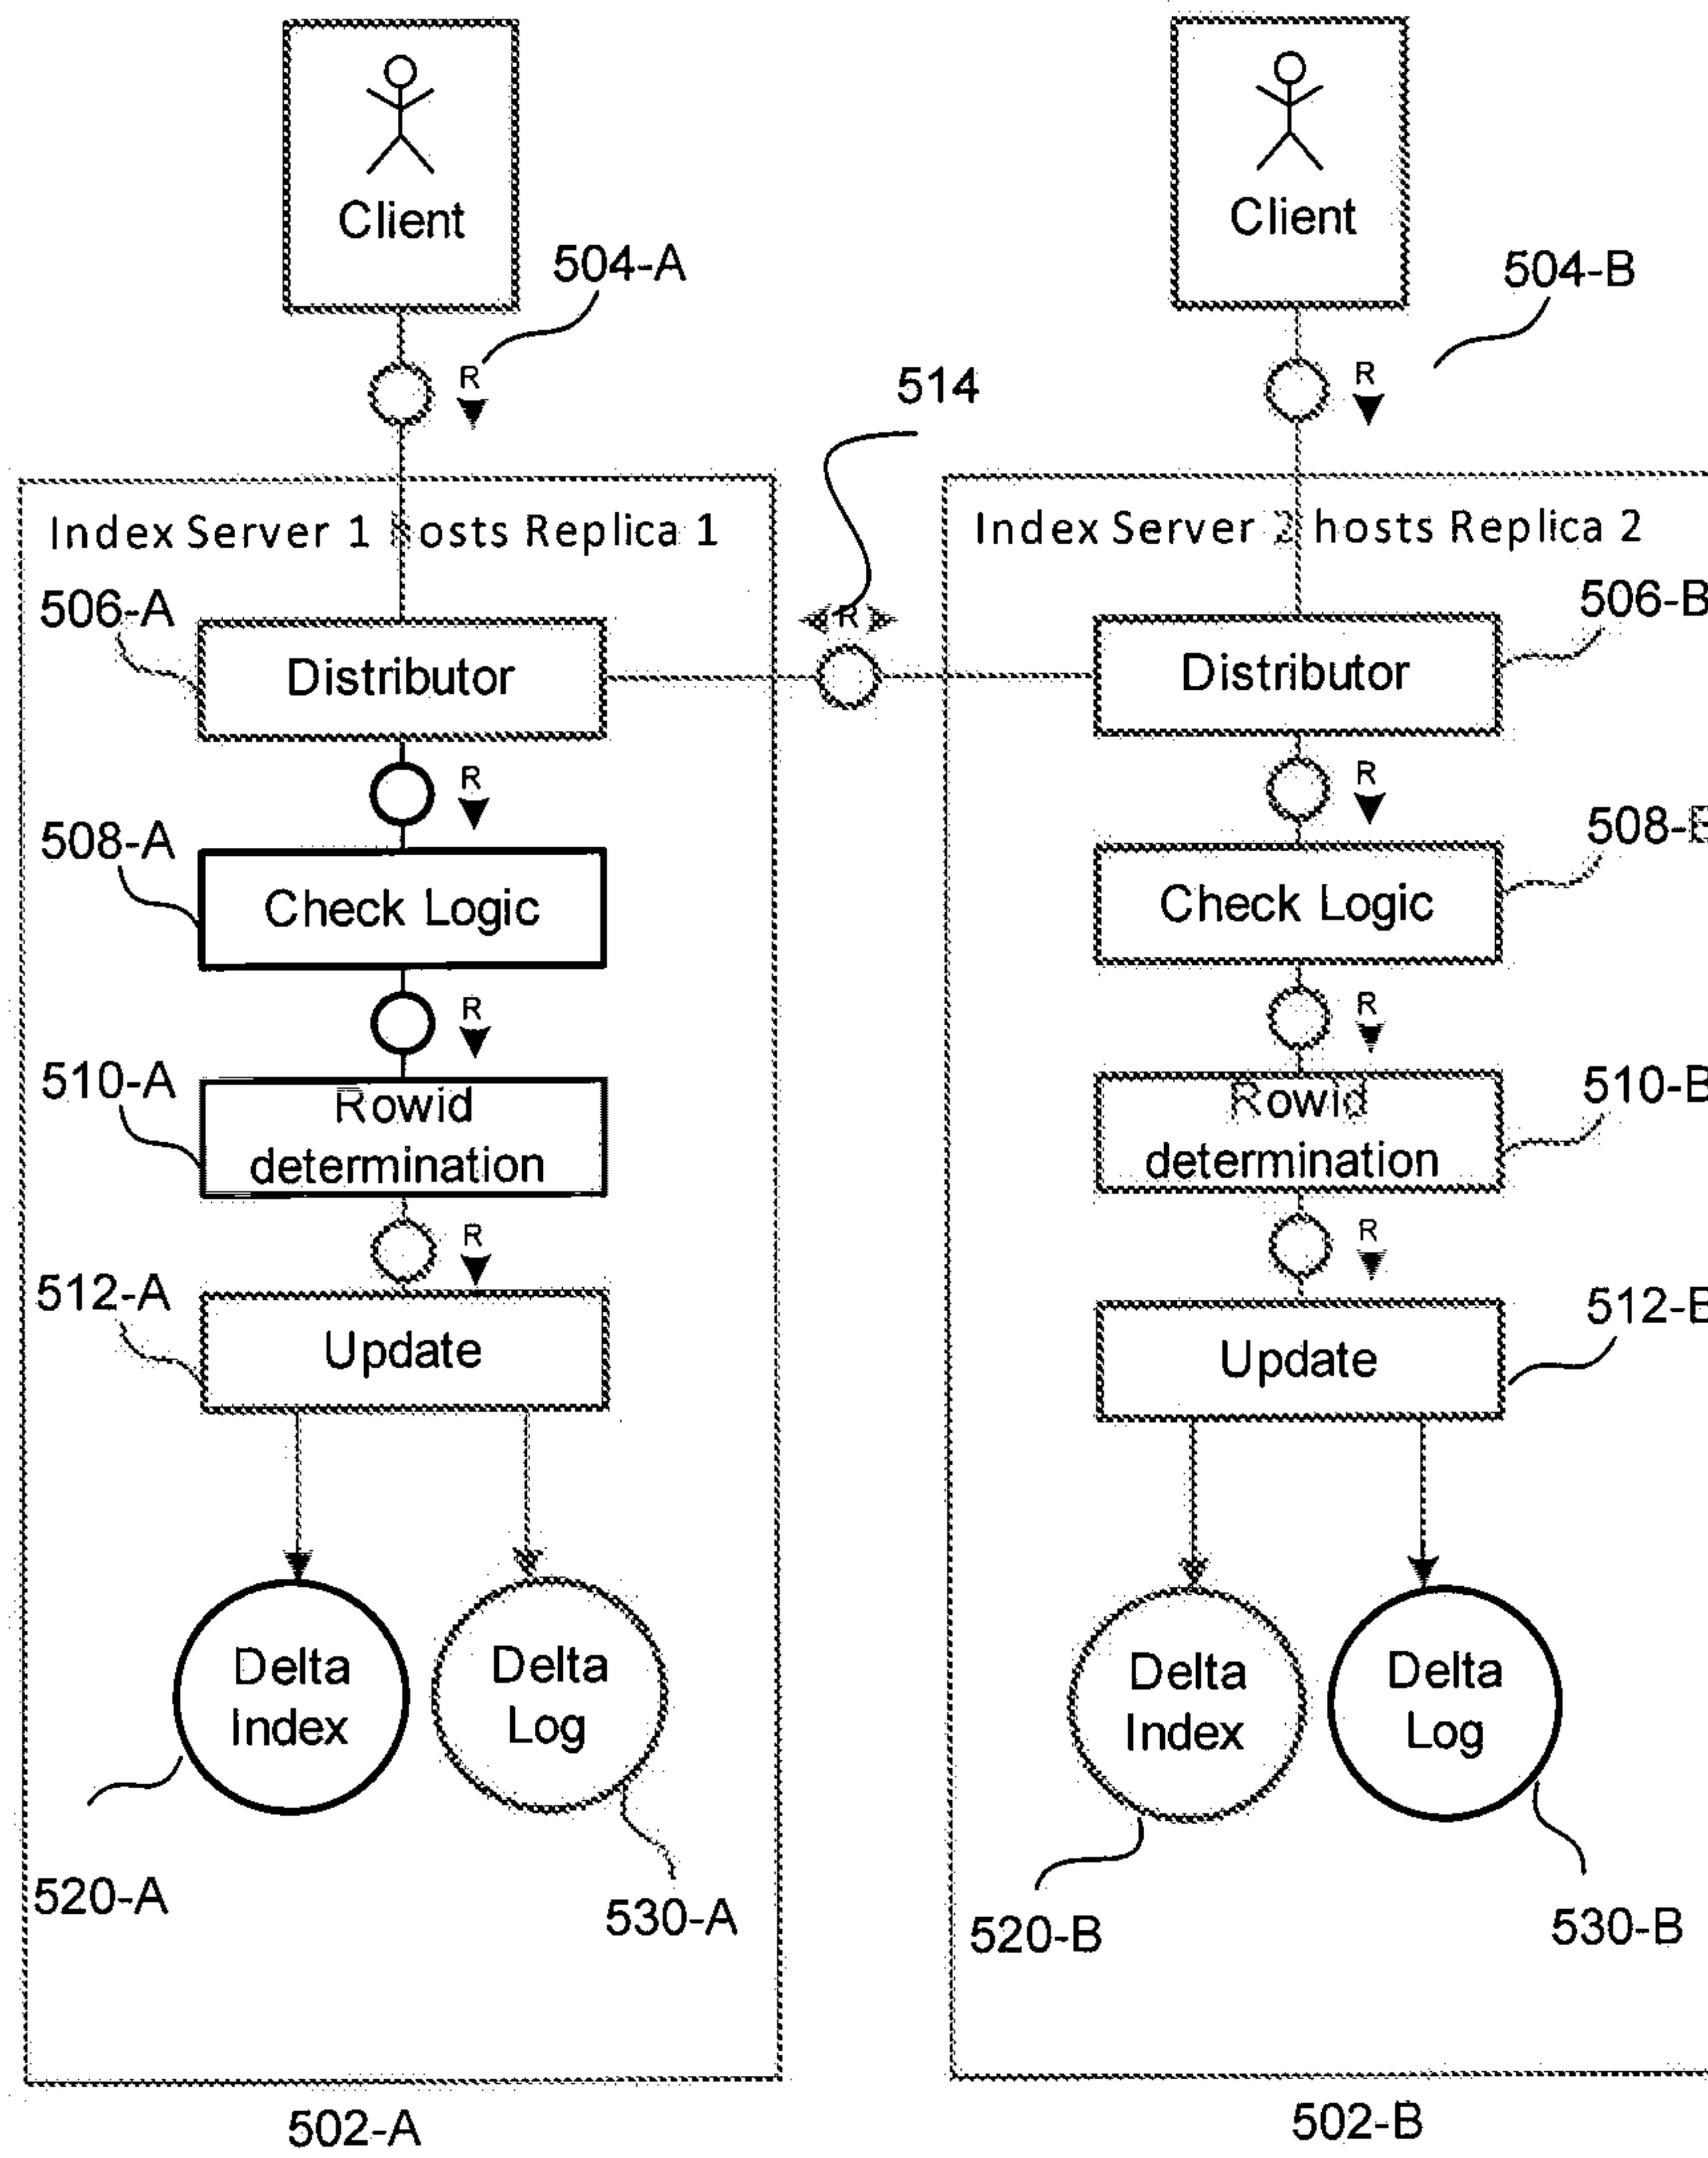 Client
Client
504-A
504-B
R
R
514
Index Server 1 hosts Replica 1
Index Server 2 hosts Replica 2
506-A
R
506-B
Distributor
Distributor
R
R
508-A
508-B
Check Logic
Check Logic
R
R
510-A
510-B
Rowid
determination
Rowid
determination
R
R
512-A
512-B
Update
Update
Delta
Index
Delta
Log
Delta
Index
Delta
Log
520-A
530-A
520-B
530-B
502-A
502-B